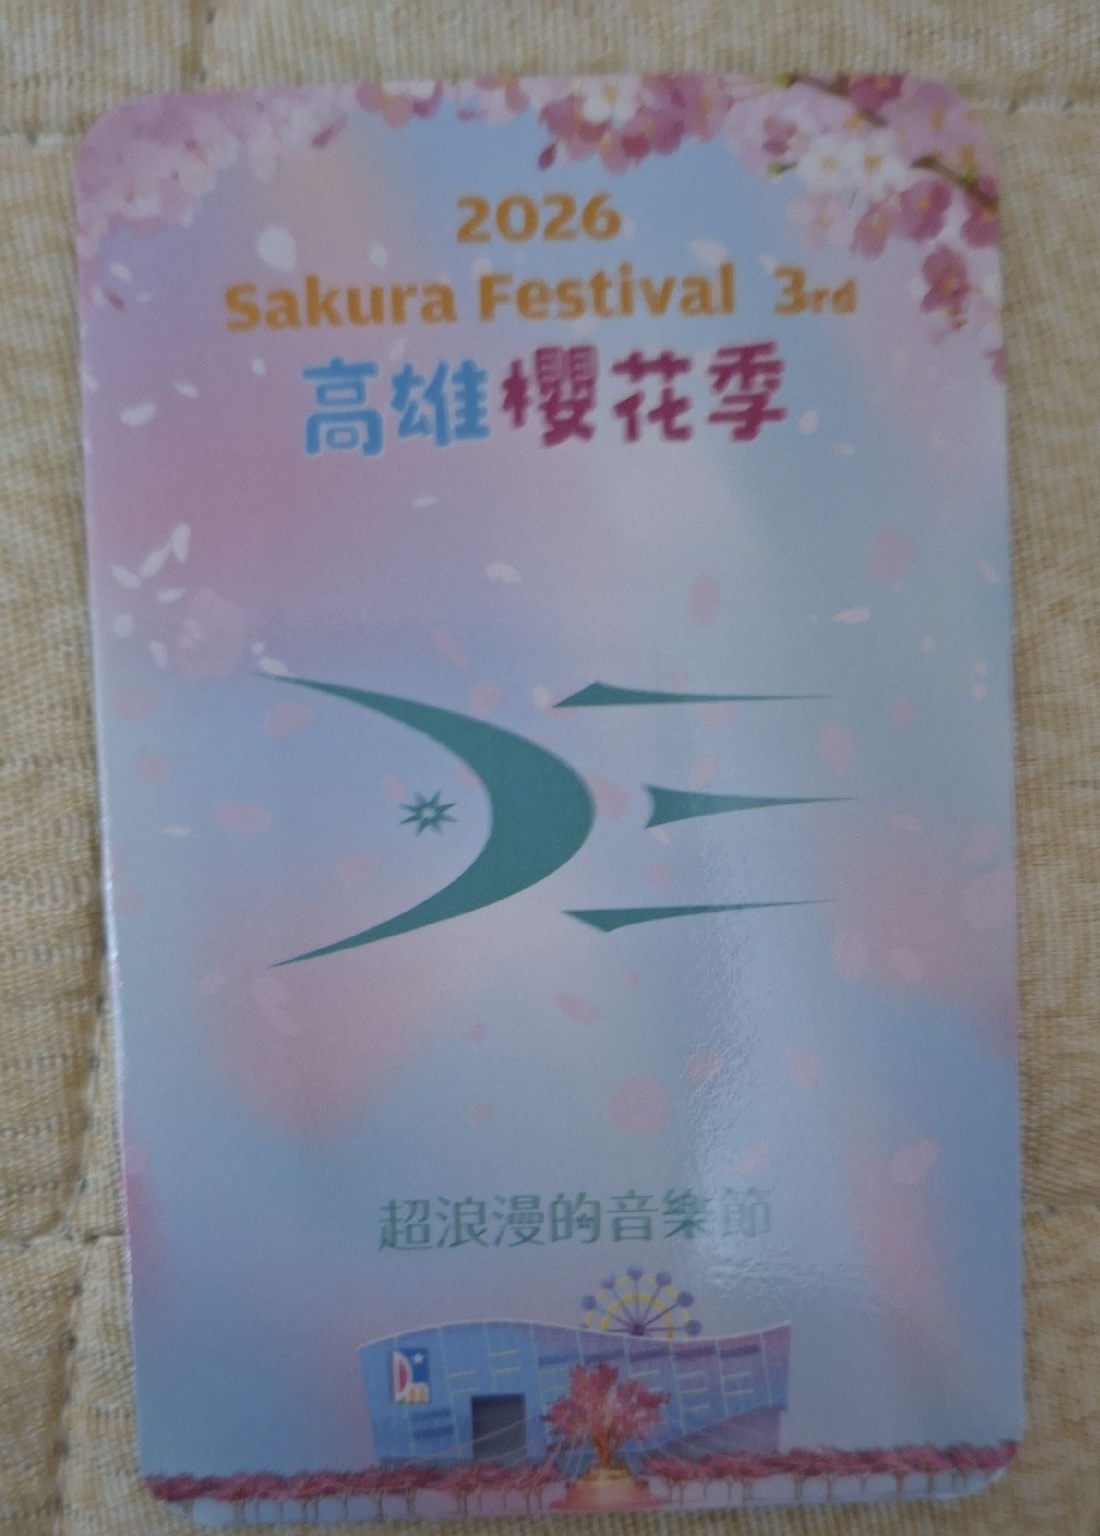 2026
Sakura Festival 3rd
高雄櫻花季
超浪漫的音樂節